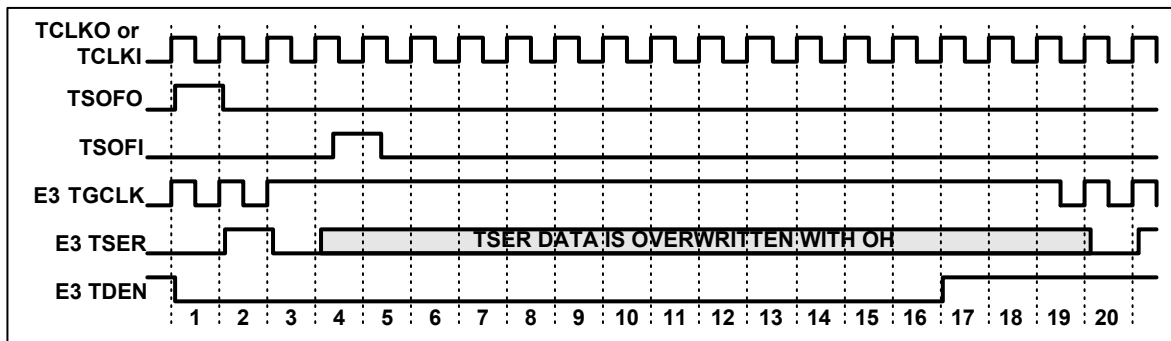 TCLKO or
TCLKI
TSOFO
TSOFI
E3 TGCLK
E3 TSER
TSER DATA IS OVERWRITTEN WITH OH
E3 TDEN
1 2 3 4 5 6 7 8 9 10 11 12 13 14 15 16 17 18 19 20